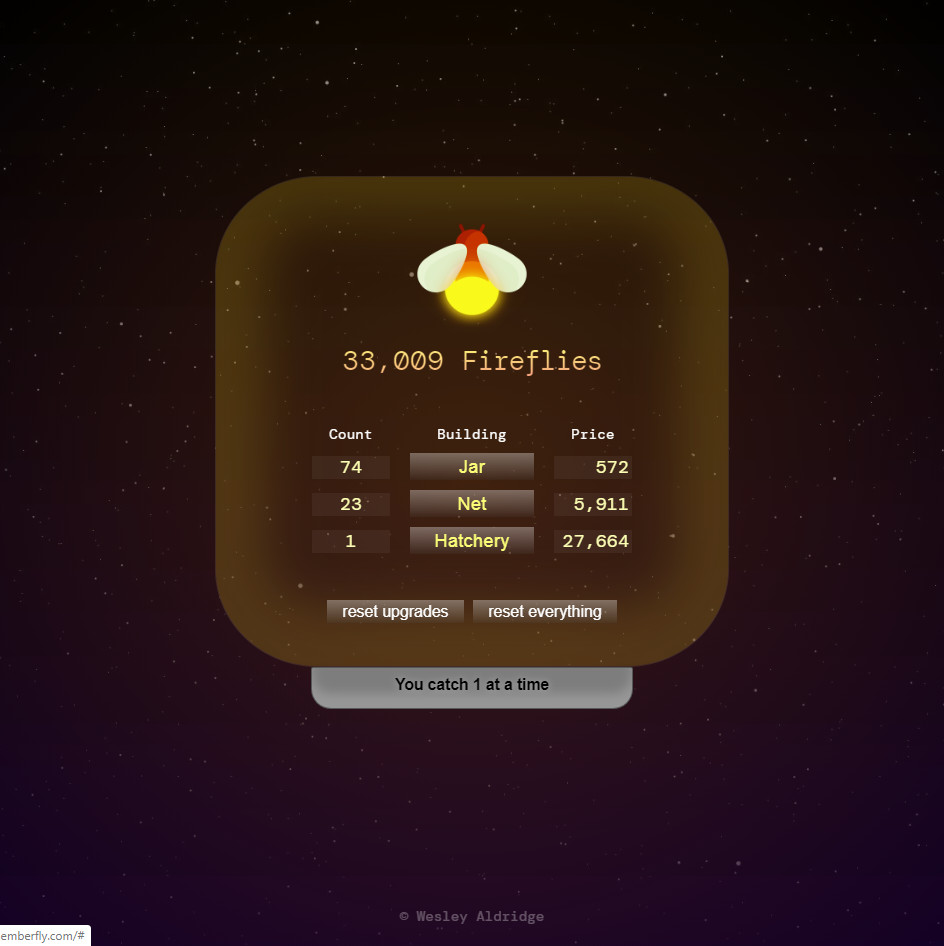 33,009 Fireflies
Count Building Price
74 Jar 572
23 Net 5,911
1 Hatchery 27,664
reset upgrades reset everything
You catch 1 at a time
© Wesley Aldridge
emberfly.com/#